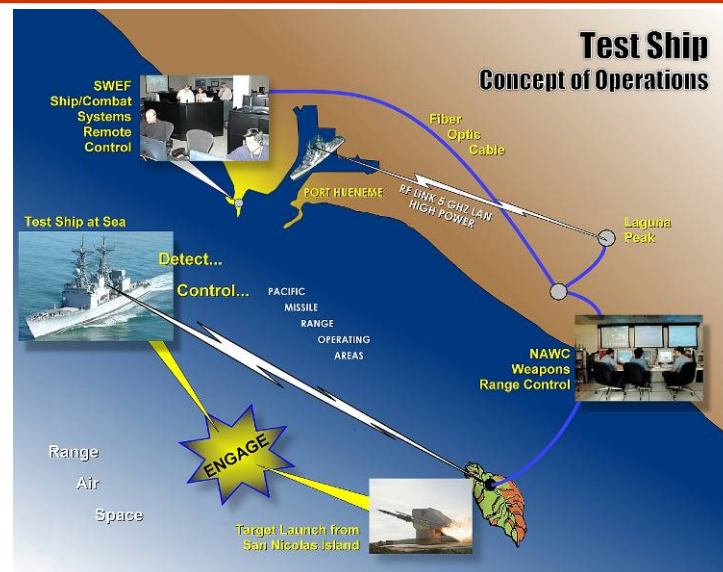 Test Ship
Concept of Operations
SWEF
Ship/Combat
Systems
Remote
Control
Fiber
Optic
Cable
PORT HUENEME
RF LINK 5 GHZ LAN
HIGH POWER
Laguna
Peak
Test Ship at Sea
Detect...
Control...
PACIFIC
MISSILE
RANGE
OPERATING
AREAS
NAWC
Weapons
Range Control
ENGAGE
Range
Air
Space
Target Launch from
San Nicolas Island